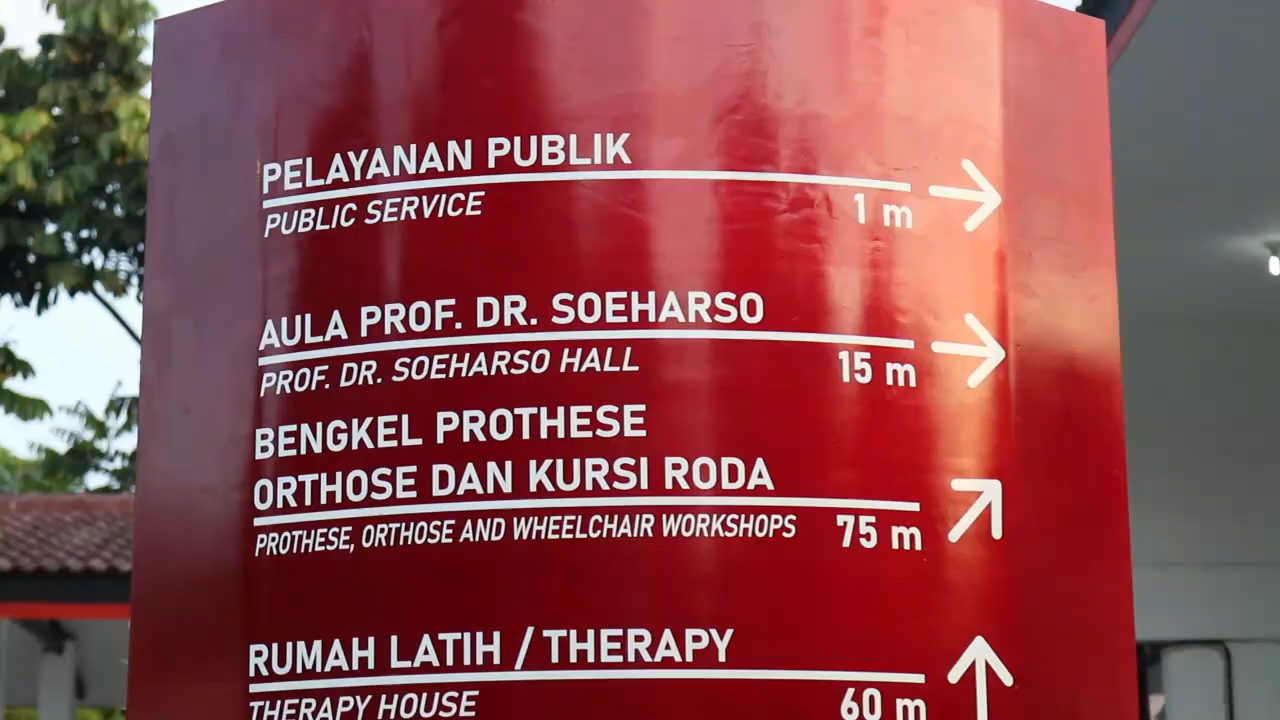 PELAYANAN PUBLIK
PUBLIC SERVICE 1 m
AULA PROF. DR. SOEHARSO
PROF. DR. SOEHARSO HALL 15 m
BENGKEL PROTHESE
ORTHOSE DAN KURSI RODA
PROTHESE, ORTHOSE AND WHEELCHAIR WORKSHOPS 75 m
RUMAH LATIH / THERAPY
THERAPY HOUSE 60 m